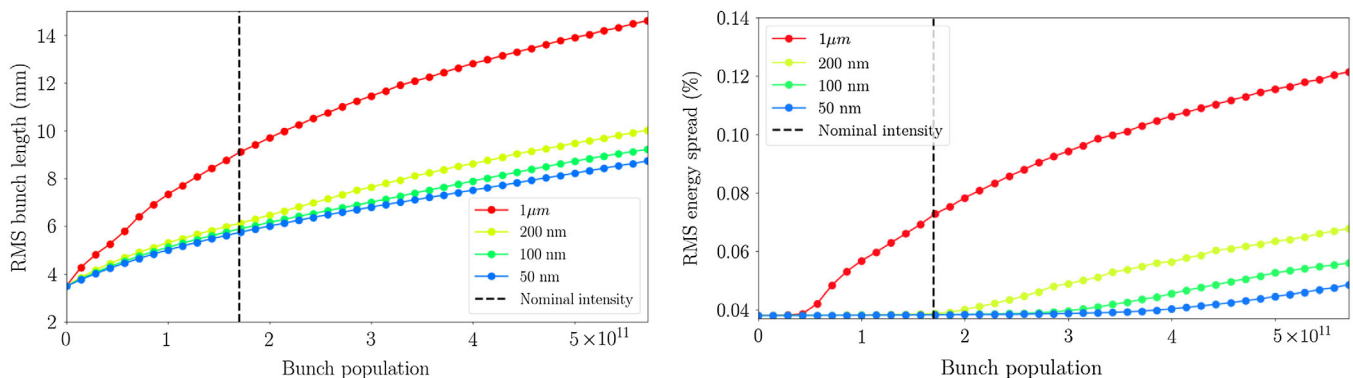 RMS bunch length (mm)
14
12
10
8
6
4
2
0
1
2
3
4
5×10¹¹
Bunch population
1μm
200 nm
100 nm
50 nm
Nominal intensity
RMS energy spread (%)
0.14
0.12
0.10
0.08
0.06
0.04
0
1
2
3
4
5×10¹¹
Bunch population
1μm
200 nm
100 nm
50 nm
Nominal intensity